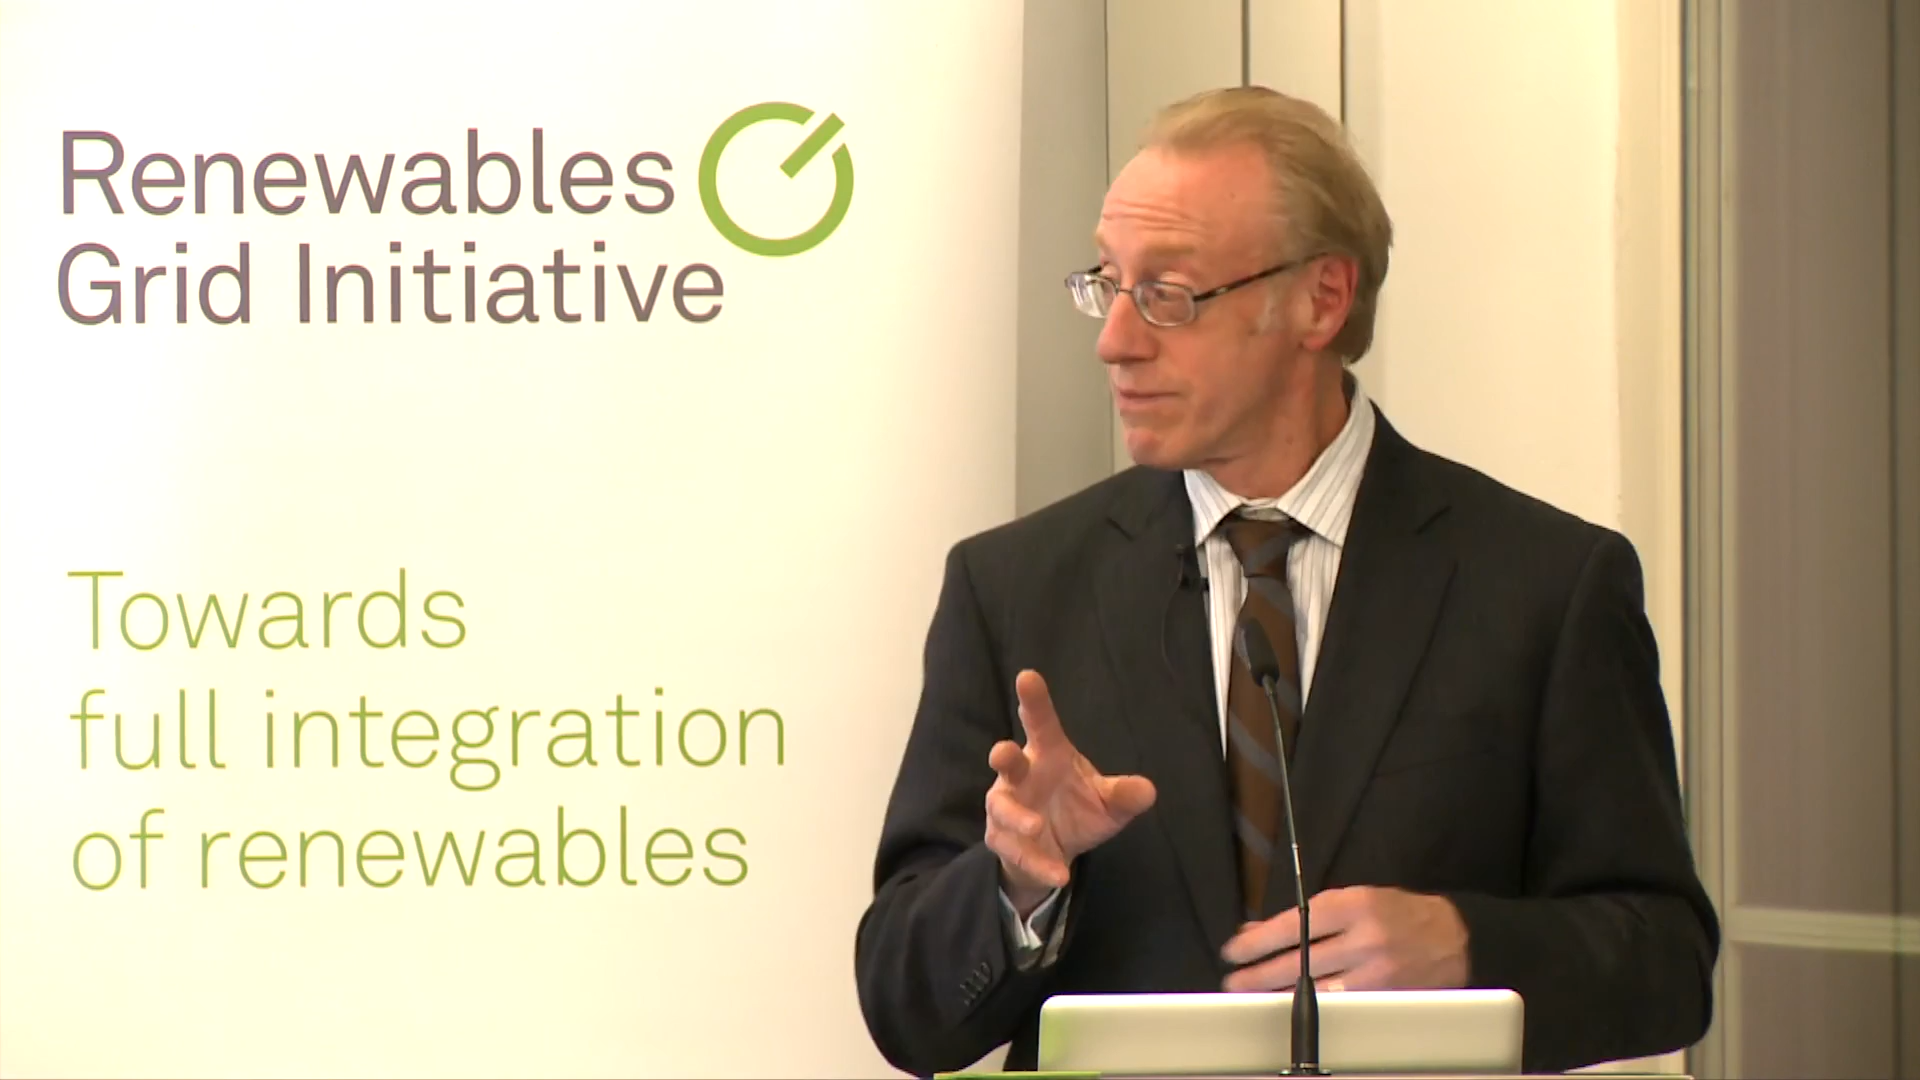 Renewables
Grid Initiative
Towards
full integration
of renewables